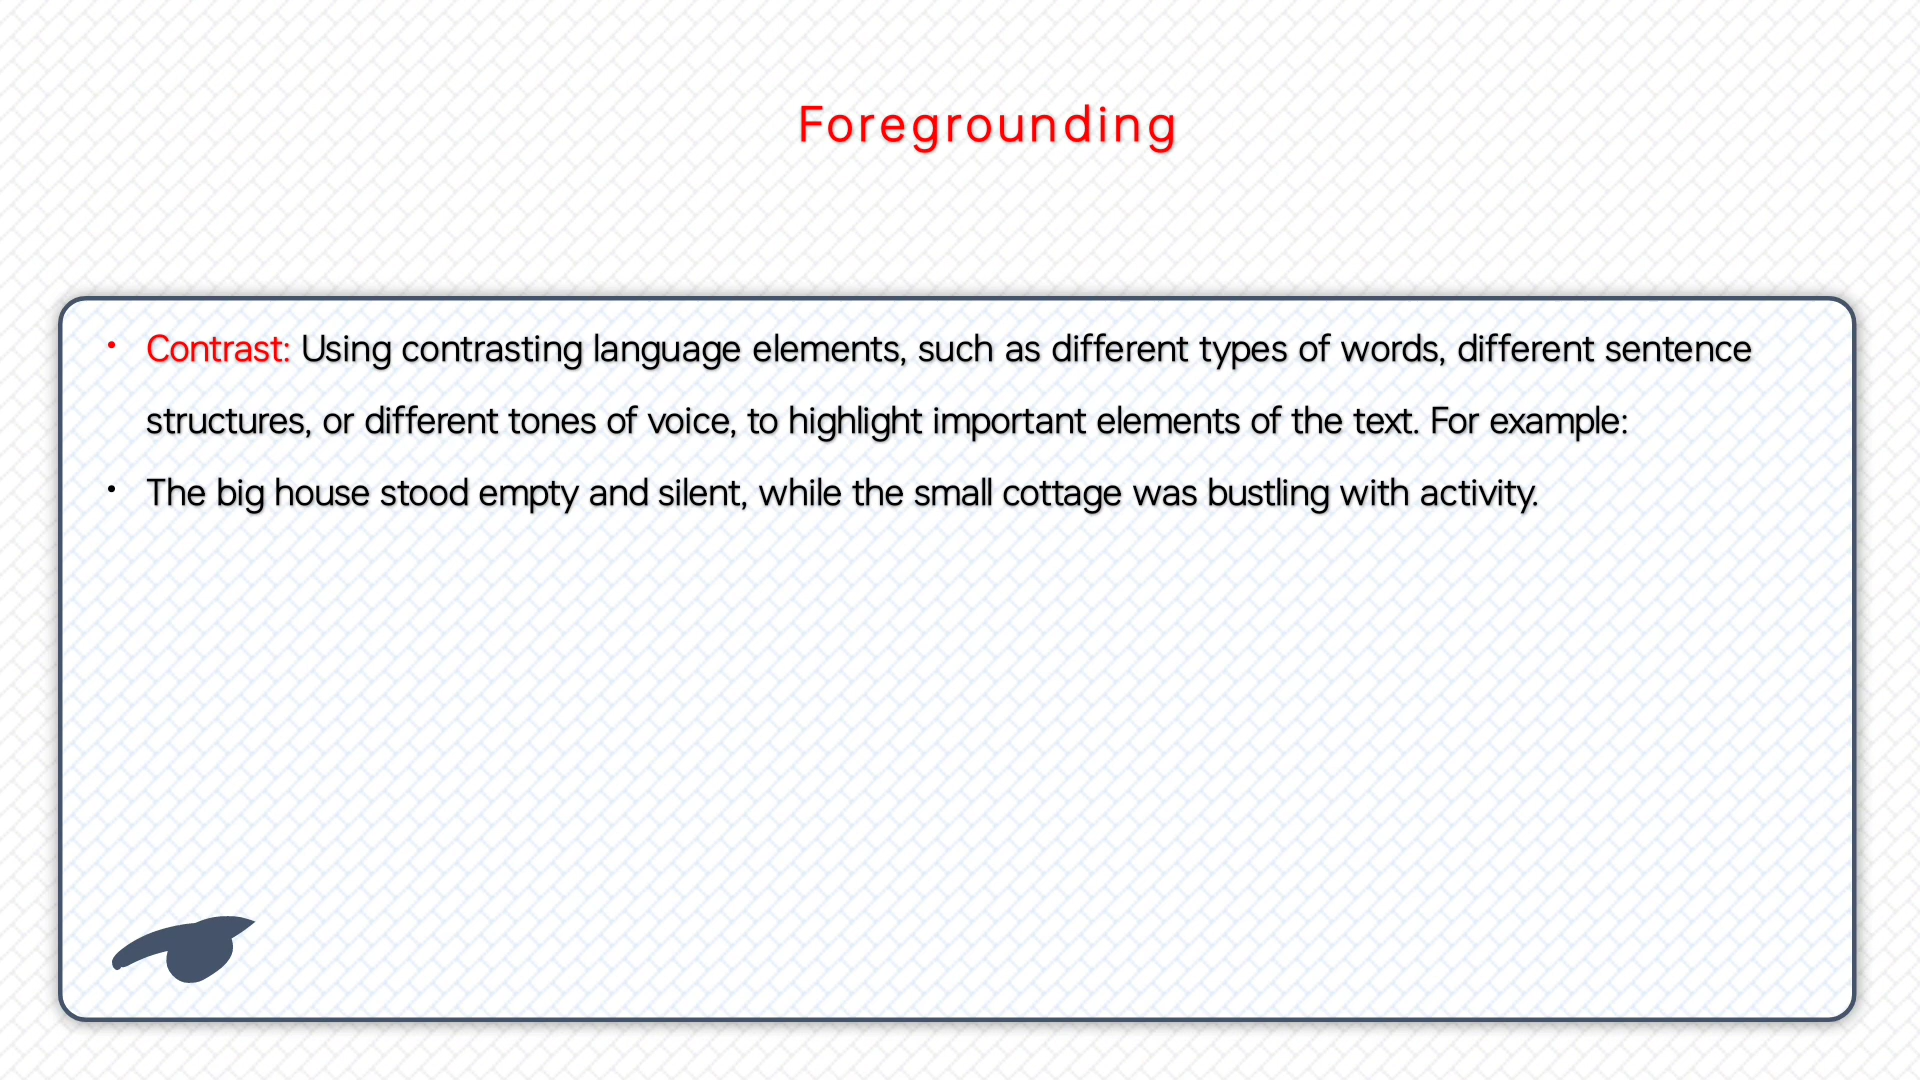 Foregrounding
• Contrast: Using contrasting language elements, such as different types of words, different sentence
structures, or different tones of voice, to highlight important elements of the text. For example:
• The big house stood empty and silent, while the small cottage was bustling with activity.